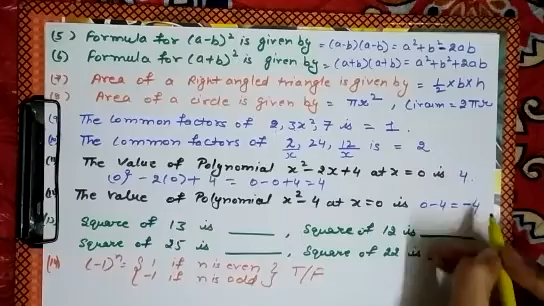 (5) Formula for (a-b)² is given by = (a-b)(a-b) = a²+b²-2ab
(6) Formula for (a+b)² is given by = (a+b)(a+b) = a²+b²+2ab
(7) Area of a Right angled triangle is given by = 1/2 x b x h
(8) Area of a circle is given by = πr², Circum = 2πr
The common factors of 2, 3x², 7 is = 1.
(10) The common factors of 2/x, 24, 12/x is = 2
The Value of Polynomial x²-2x+4 at x=0 is 4.
(0)²-2(0)+4 = 0-0+4=4
The value of Polynomial x²-4 at x=0 is 0-4=-4
Square of 13 is ____, Square of 12 is ____
Square of 25 is ____, Square of 22 is
(14) (-1)ⁿ = { 1 if n is even } T/F
{ -1 if n is odd }